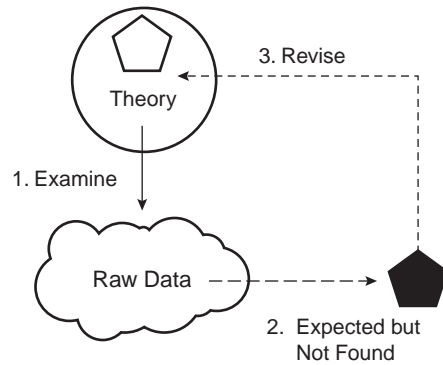 3. Revise
Theory
1. Examine
Raw Data
2. Expected but
Not Found